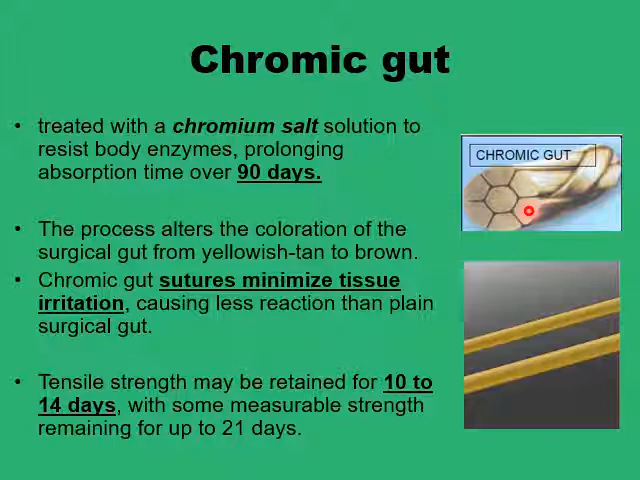 Chromic gut
• treated with a chromium salt solution to
resist body enzymes, prolonging
absorption time over 90 days.
CHROMIC GUT
• The process alters the coloration of the
surgical gut from yellowish-tan to brown.
• Chromic gut sutures minimize tissue
irritation, causing less reaction than plain
surgical gut.
• Tensile strength may be retained for 10 to
14 days, with some measurable strength
remaining for up to 21 days.